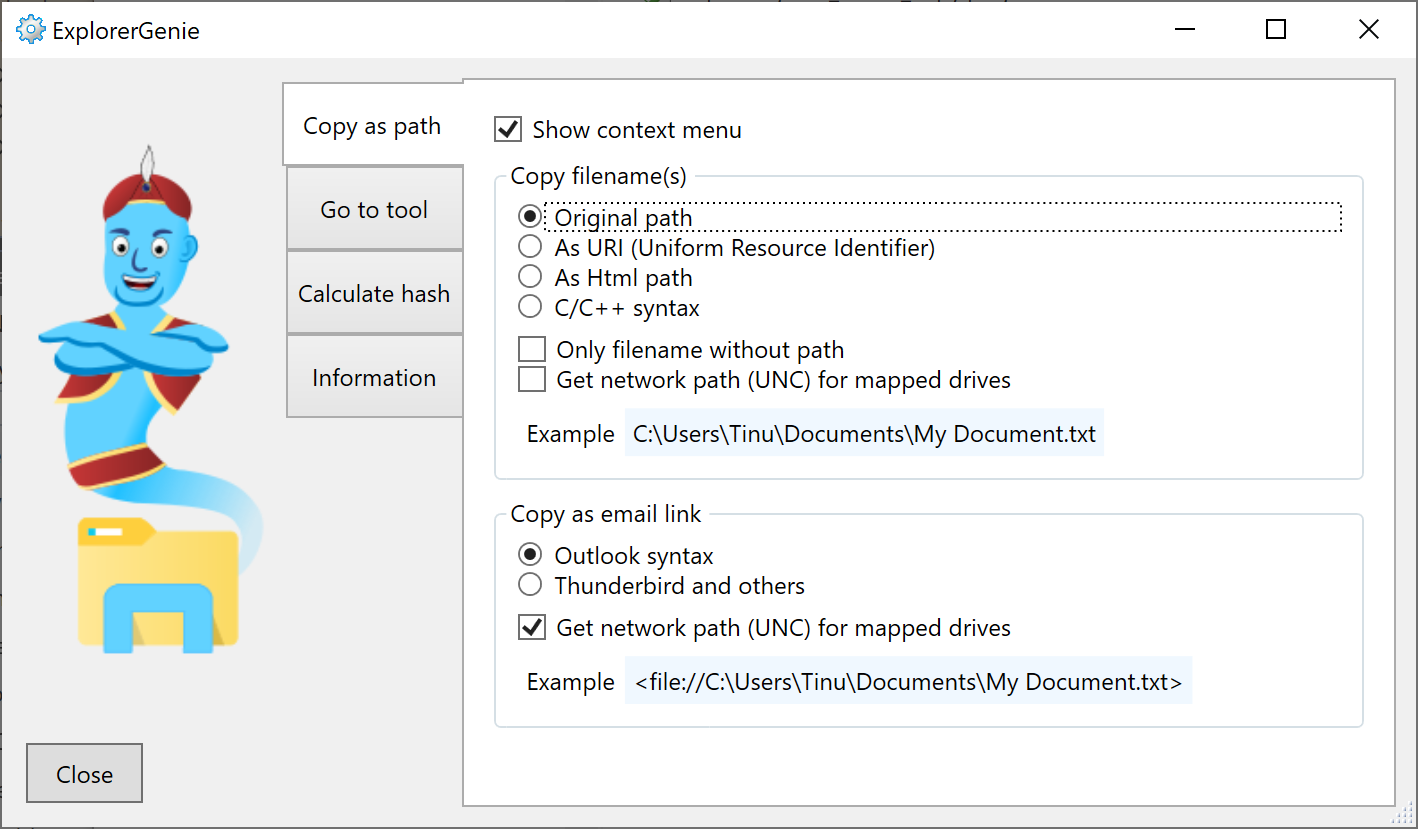 ExplorerGenie
Copy as path
Go to tool
Calculate hash
Information
Close
Show context menu
Copy filename(s)
Original path
As URI (Uniform Resource Identifier)
As Html path
C/C++ syntax
Only filename without path
Get network path (UNC) for mapped drives
Example C:\Users\Tinu\Documents\My Document.txt
Copy as email link
Outlook syntax
Thunderbird and others
Get network path (UNC) for mapped drives
Example <file://C:\Users\Tinu\Documents\My Document.txt>